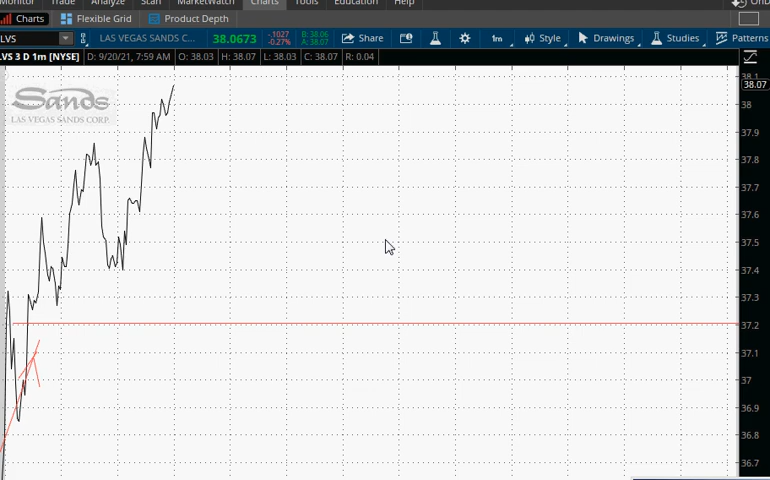 Monitor Trade Analyze Scan MarketWatch Charts Tools Education Help
Charts Flexible Grid Product Depth
LVS LAS VEGAS SANDS C... 38.0673 -.1027 -0.27% B: 38.06 A: 38.07 Share 1m Style Drawings Studies Patterns
LVS 3 D 1m [NYSE] D: 9/20/21, 7:59 AM O: 38.03 H: 38.07 L: 38.03 C: 38.07 R: 0.04
38.1
38.07
Sands
LAS VEGAS SANDS CORP.
38
37.9
37.8
37.7
37.6
37.5
37.4
37.3
37.2
37.1
37
36.9
36.8
36.7